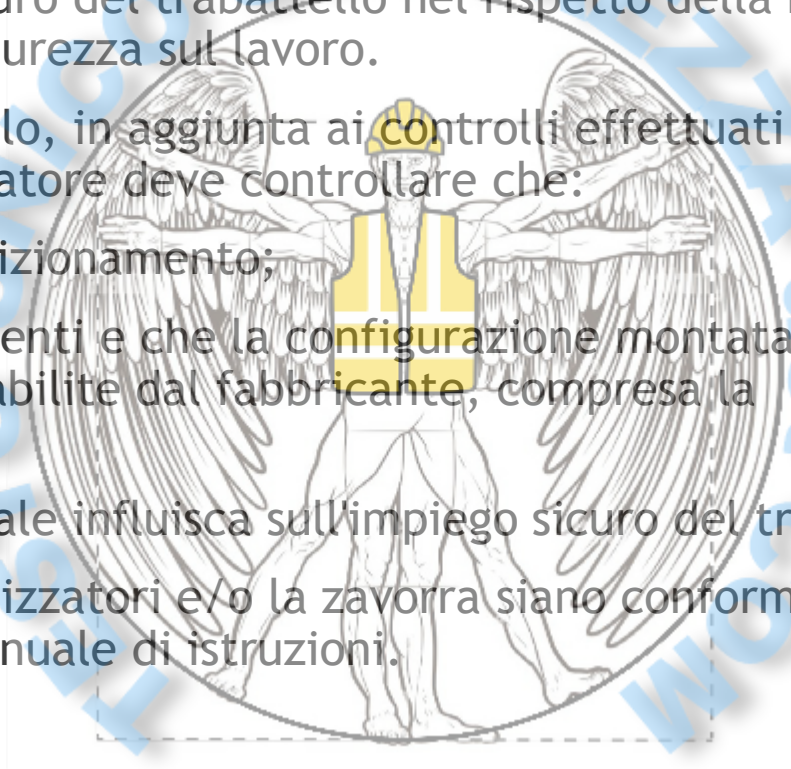 uro del trabattello nel rispetto della
urezza sul lavoro.
lo, in aggiunta ai controlli effettuati
atore deve controllare che:
izionamento;
enti e che la configurazione montata
abilite dal fabbricante, compresa la
ale influisca sull'impiego sicuro del
izzatori e/o la zavorra siano conform
nuale di istruzioni.